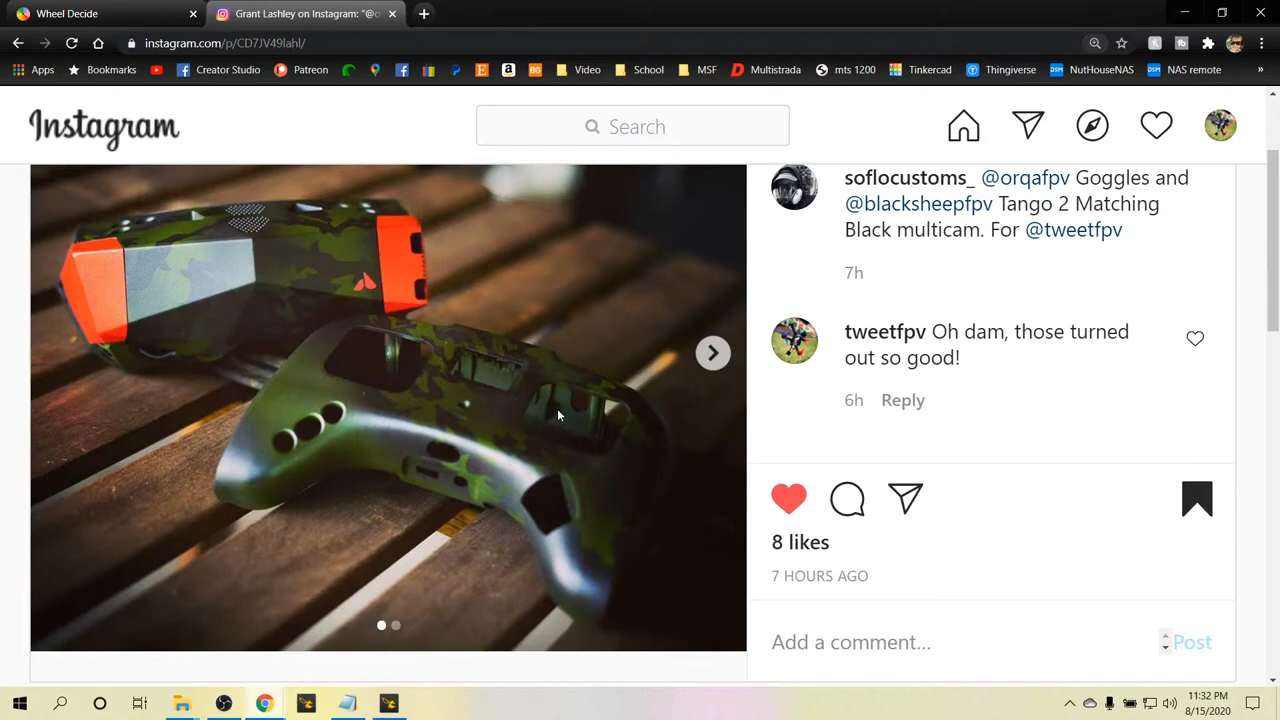 Wheel Decide
Grant Lashley on Instagram: "@o
instagram.com/p/CD7JV49lahl/
Apps
Bookmarks
Creator Studio
Patreon
Video
School
MSF
Multistrada
mts 1200
Tinkercad
Thingiverse
NutHouseNAS
NAS remote
»
Instagram
Search
soflocustoms_ @orqafpv Goggles and
@blacksheepfpv Tango 2 Matching
Black multicam. For @tweetfpv
7h
tweetfpv Oh dam, those turned
out so good!
6h Reply
8 likes
7 HOURS AGO
Add a comment...
Post
11:32 PM
8/15/2020